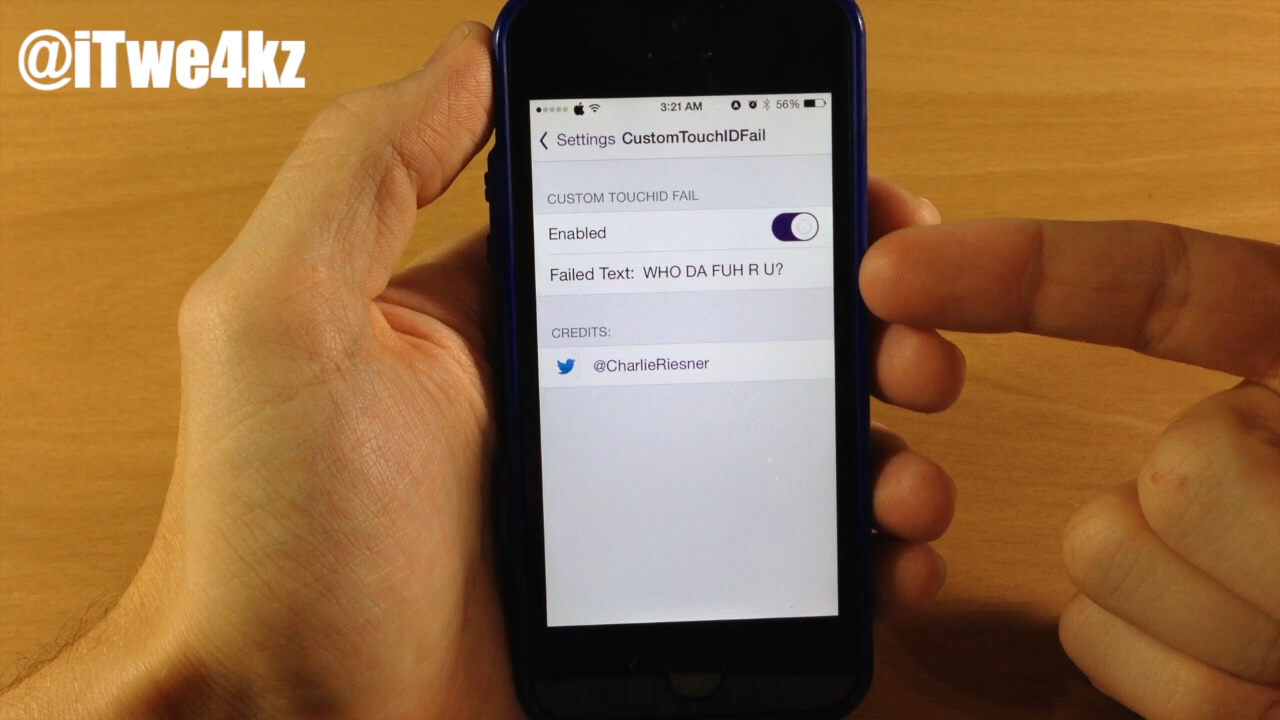 @iTwe4kz
3:21 AM 56%
Settings CustomTouchIDFail
CUSTOM TOUCHID FAIL
Enabled
Failed Text: WHO DA FUH R U?
CREDITS:
@CharlieRiesner